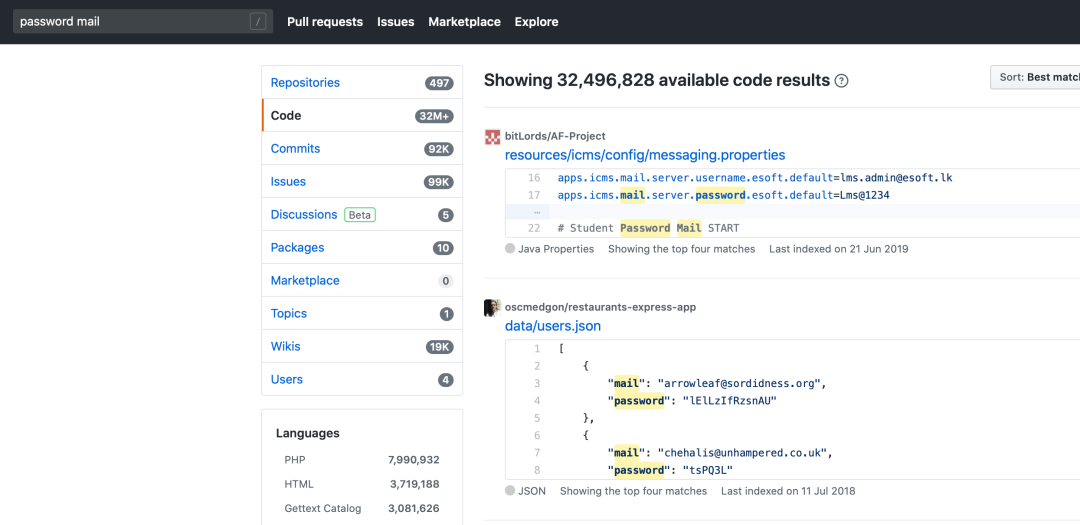 password mail /
Pull requests Issues Marketplace Explore
Repositories 497
Code 32M+
Commits 92K
Issues 99K
Discussions Beta 5
Packages 10
Marketplace 0
Topics 1
Wikis 19K
Users 4
Languages
PHP 7,990,932
HTML 3,719,188
Gettext Catalog 3,081,626
Showing 32,496,828 available code results ?
Sort: Best matc
bitLords/AF-Project
resources/icms/config/messaging.properties
16 apps.icms.mail.server.username.esoft.default=lms.admin@esoft.lk
17 apps.icms.mail.server.password.esoft.default=Lms@1234
…
22 # Student Password Mail START
Java Properties Showing the top four matches Last indexed on 21 Jun 2019
oscmedgon/restaurants-express-app
data/users.json
1 [
2 {
3 "mail": "arrowleaf@sordidness.org",
4 "password": "lElLzIfRzsnAU"
5 },
6 {
7 "mail": "chehalis@unhampered.co.uk",
8 "password": "tsPQ3L"
JSON Showing the top four matches Last indexed on 11 Jul 2018